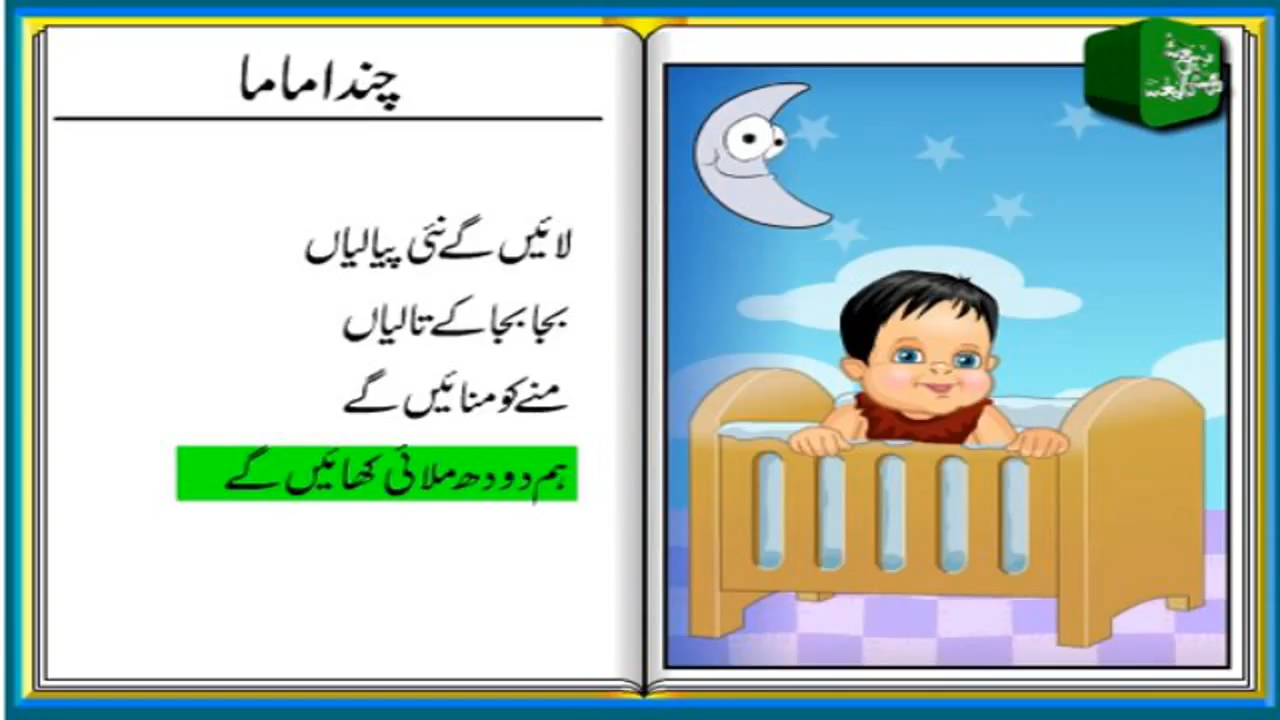 چندا ماما
لائیں گے نئی پیالیاں
بجا بجا کے تالیاں
منے کو منائیں گے
ہم دودھ ملائی کھائیں گے